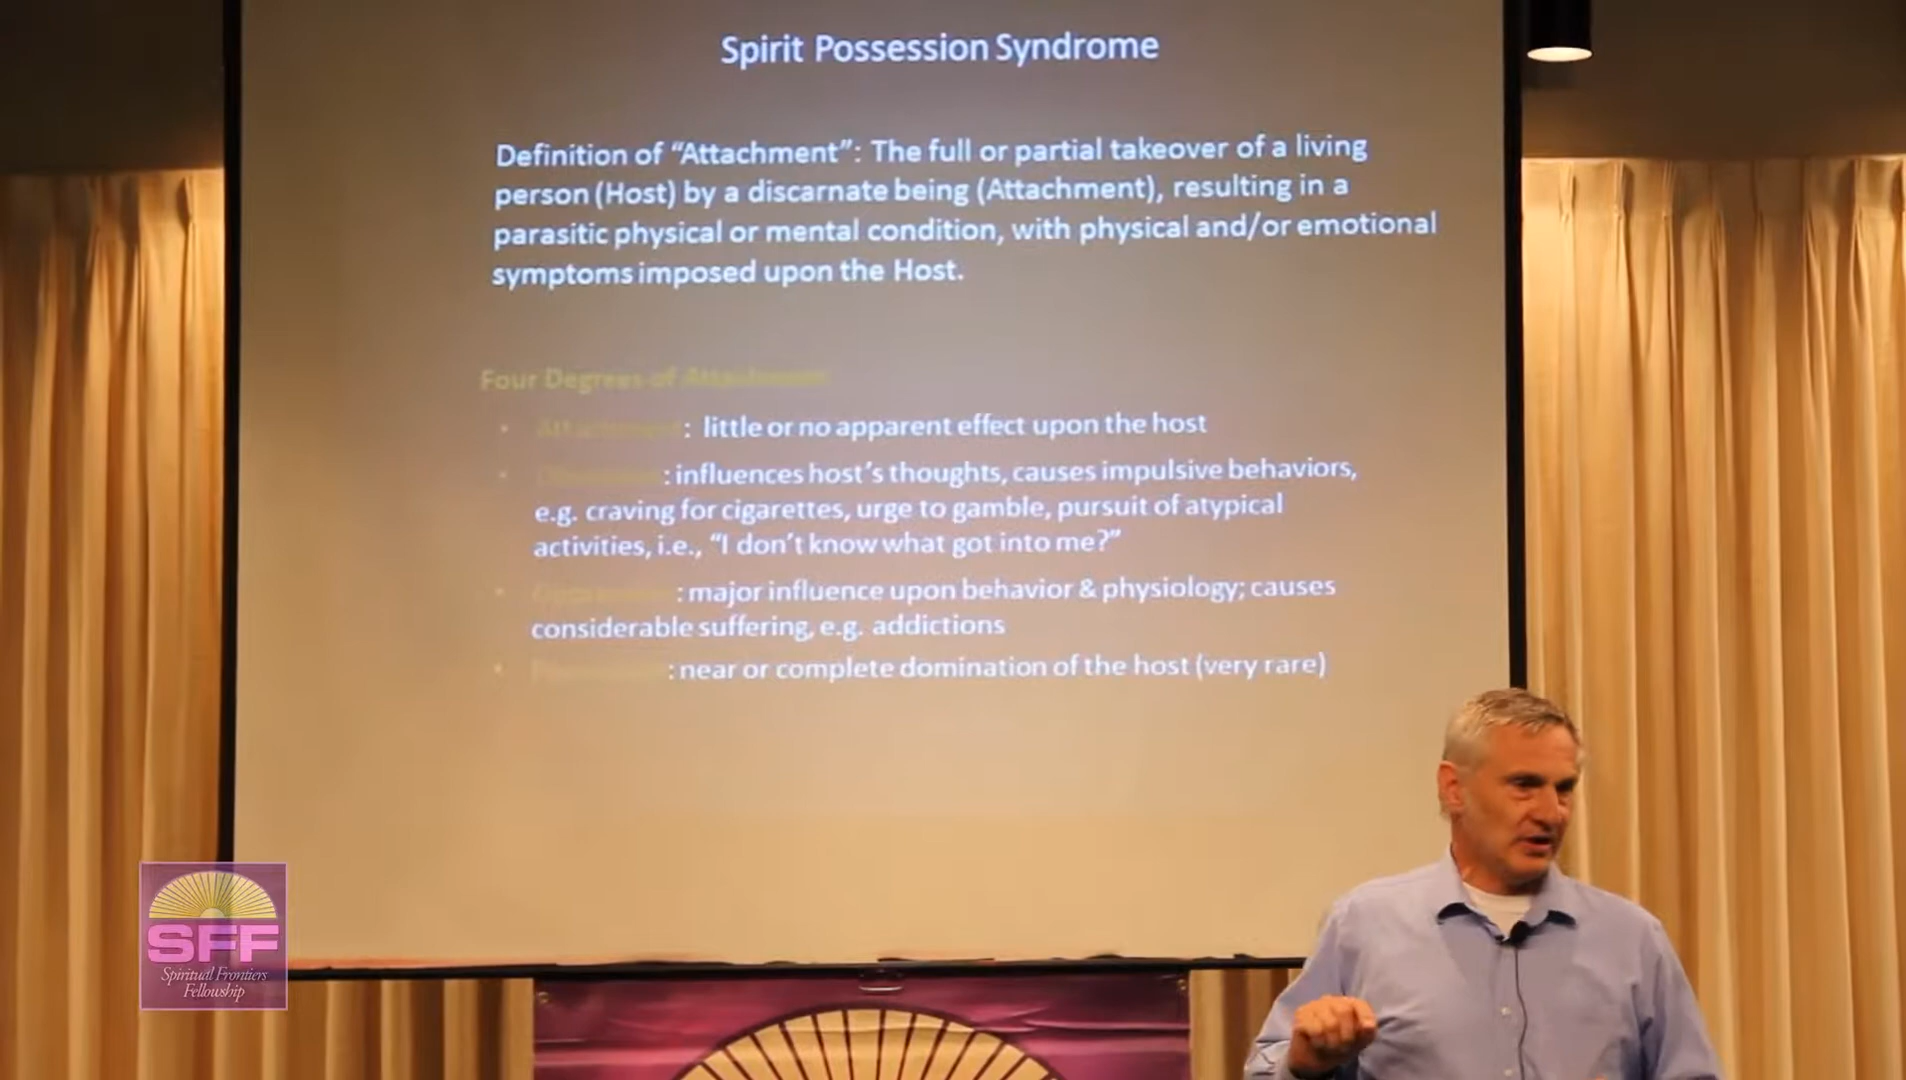 Spirit Possession Syndrome
Definition of “Attachment”: The full or partial takeover of a living
person (Host) by a discarnate being (Attachment), resulting in a
parasitic physical or mental condition, with physical and/or emotional
symptoms imposed upon the Host.
Four Degrees of Attachment
• Attachment: little or no apparent effect upon the host
• : influences host’s thoughts, causes impulsive behaviors,
e.g. craving for cigarettes, urge to gamble, pursuit of atypical
activities, i.e., “I don’t know what got into me?”
• : major influence upon behavior & physiology; causes
considerable suffering, e.g. addictions
• : near or complete domination of the host (very rare)
SFF
Spiritual Frontiers
Fellowship